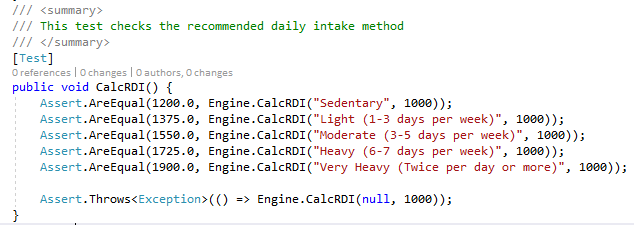 /// <summary>
/// This test checks the recommended daily intake method
/// </summary>
[Test]
0 references | 0 changes | 0 authors, 0 changes
public void CalcRDI() {
    Assert.AreEqual(1200.0, Engine.CalcRDI("Sedentary", 1000));
    Assert.AreEqual(1375.0, Engine.CalcRDI("Light (1-3 days per week)", 1000));
    Assert.AreEqual(1550.0, Engine.CalcRDI("Moderate (3-5 days per week)", 1000));
    Assert.AreEqual(1725.0, Engine.CalcRDI("Heavy (6-7 days per week)", 1000));
    Assert.AreEqual(1900.0, Engine.CalcRDI("Very Heavy (Twice per day or more)", 1000));

    Assert.Throws<Exception>(() => Engine.CalcRDI(null, 1000));
}